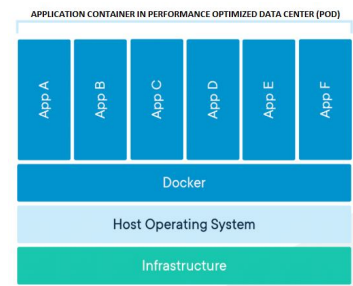 APPLICATION CONTAINER IN PERFORMANCE OPTIMIZED DATA CENTER (POD)
App A
App B
App C
App D
App E
App F
Docker
Host Operating System
Infrastructure